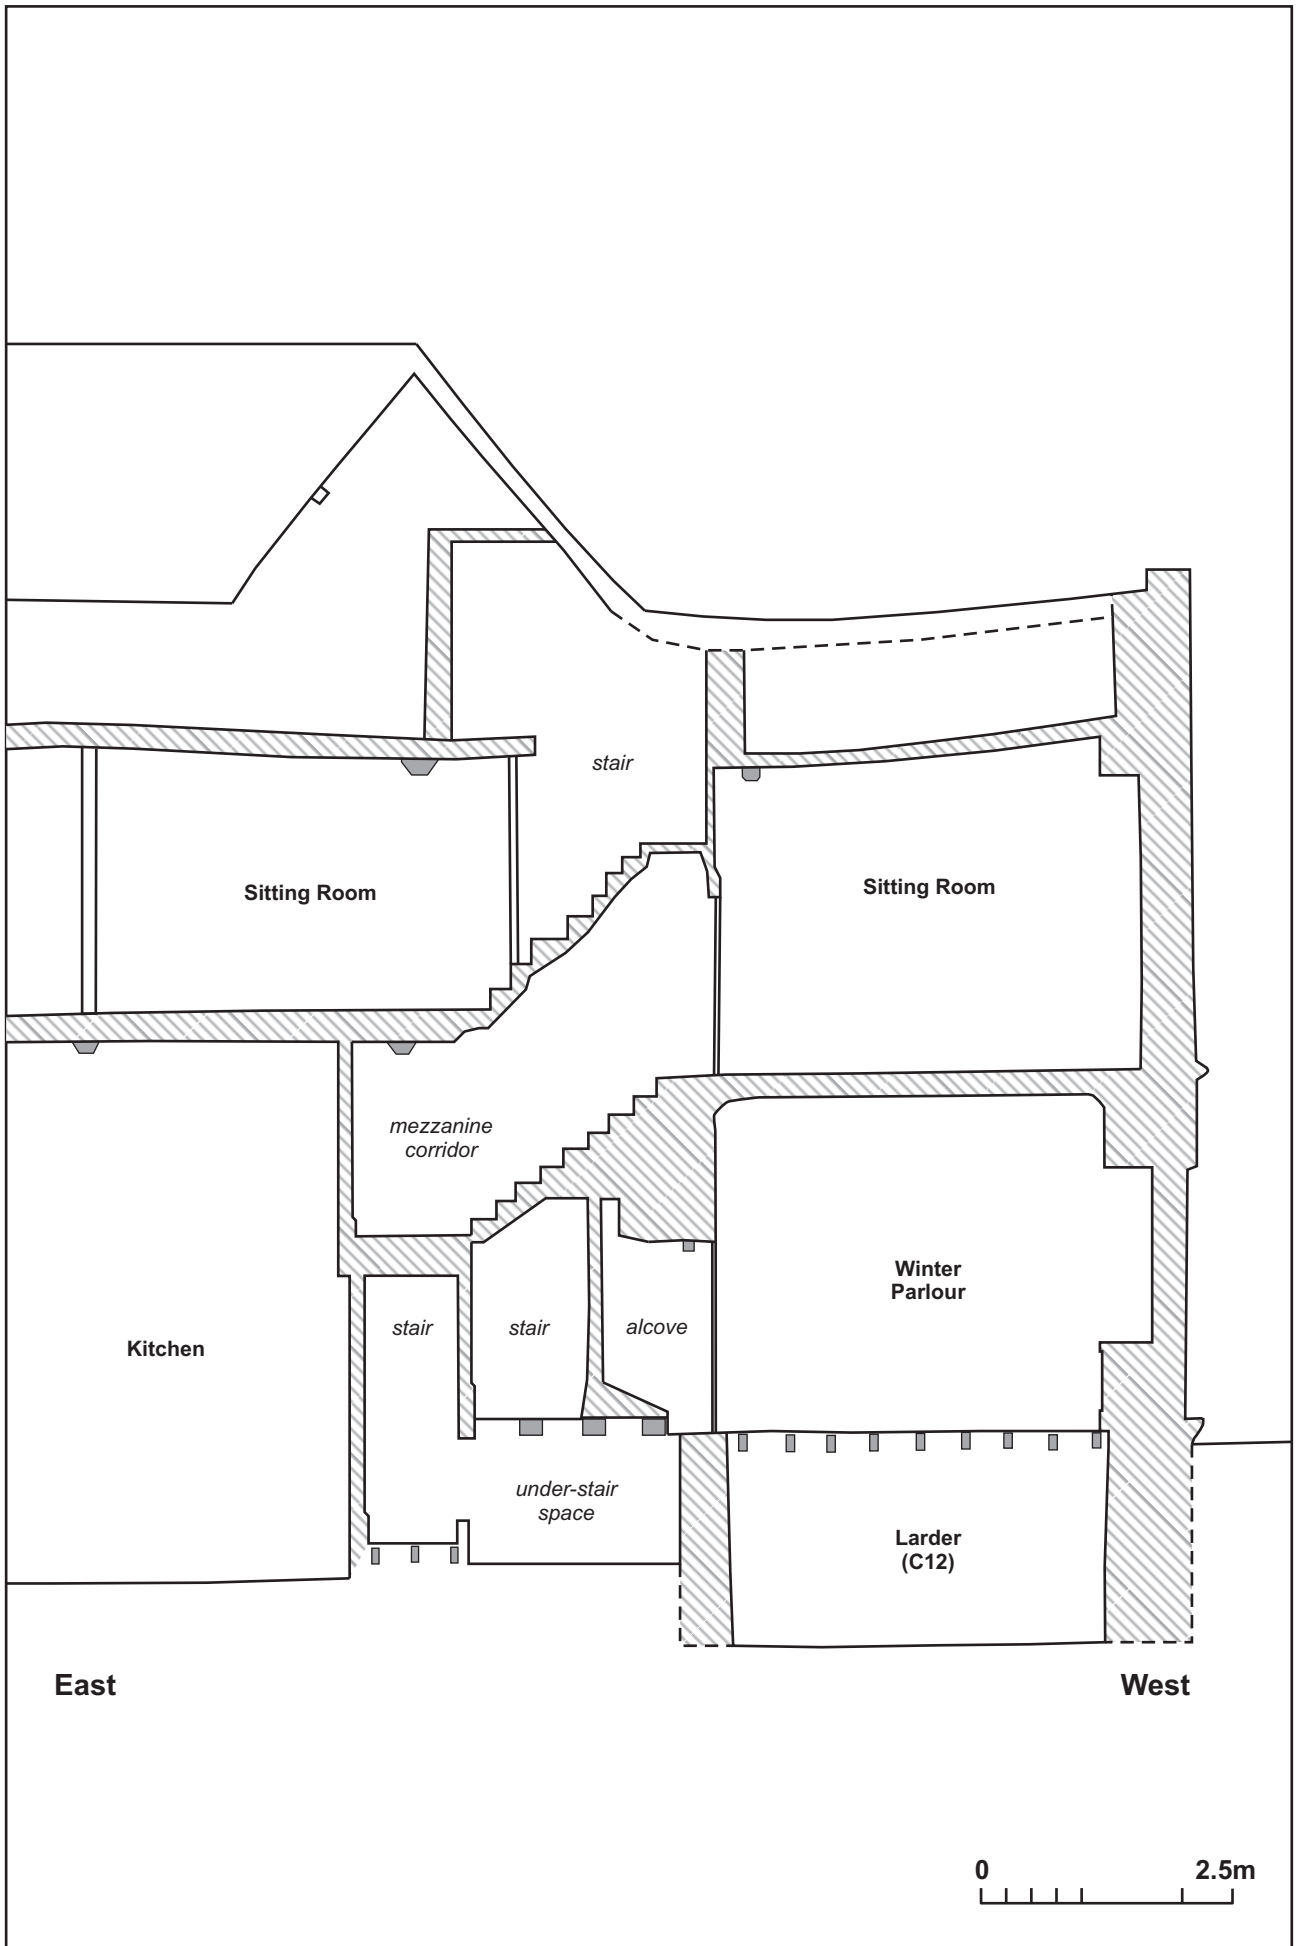 stair
Sitting Room
Sitting Room
mezzanine
corridor
Winter
Parlour
stair
stair
alcove
Kitchen
under-stair
space
Larder
(C12)
East
West
0
2.5m